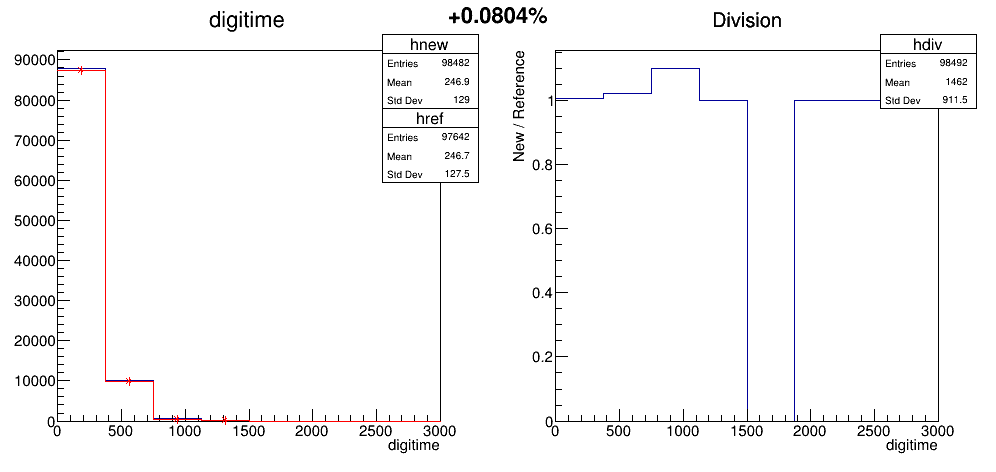 +0.0804%
digitime
hnew
Entries 98482
Mean 246.9
Std Dev 129
href
Entries 97642
Mean 246.7
Std Dev 127.5
90000
80000
70000
60000
50000
40000
30000
20000
10000
0
0 500 1000 1500 2000 2500 3000
digitime
Division
hdiv
Entries 98492
Mean 1462
Std Dev 911.5
New / Reference
1
0.8
0.6
0.4
0.2
0
0 500 1000 1500 2000 2500 3000
digitime